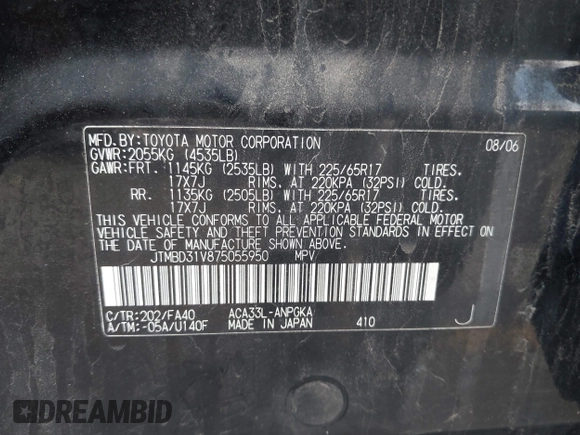 MFD.BY:TOYOTA MOTOR CORPORATION 08/06
GVWR:2055KG (4535LB)
GAWR:FRT. 1145KG (2535LB) WITH 225/65R17 TIRES.
17X7J RIMS. AT 220KPA (32PSI) COLD.
RR. 1135KG (2505LB) WITH 225/65R17 TIRES.
17X7J RIMS. AT 220KPA (32PSI) COLD.
THIS VEHICLE CONFORMS TO ALL APPLICABLE FEDERAL MOTOR
VEHICLE SAFETY AND THEFT PREVENTION STANDARDS IN EFFECT
ON THE DATE OF MANUFACTURE SHOWN ABOVE.
JTMBD31V875055950 MPV
C/TR:202/FA40 ACA33L-ANPGKA
A/TM:-05A/U140F MADE IN JAPAN 410 J
DREAMBID